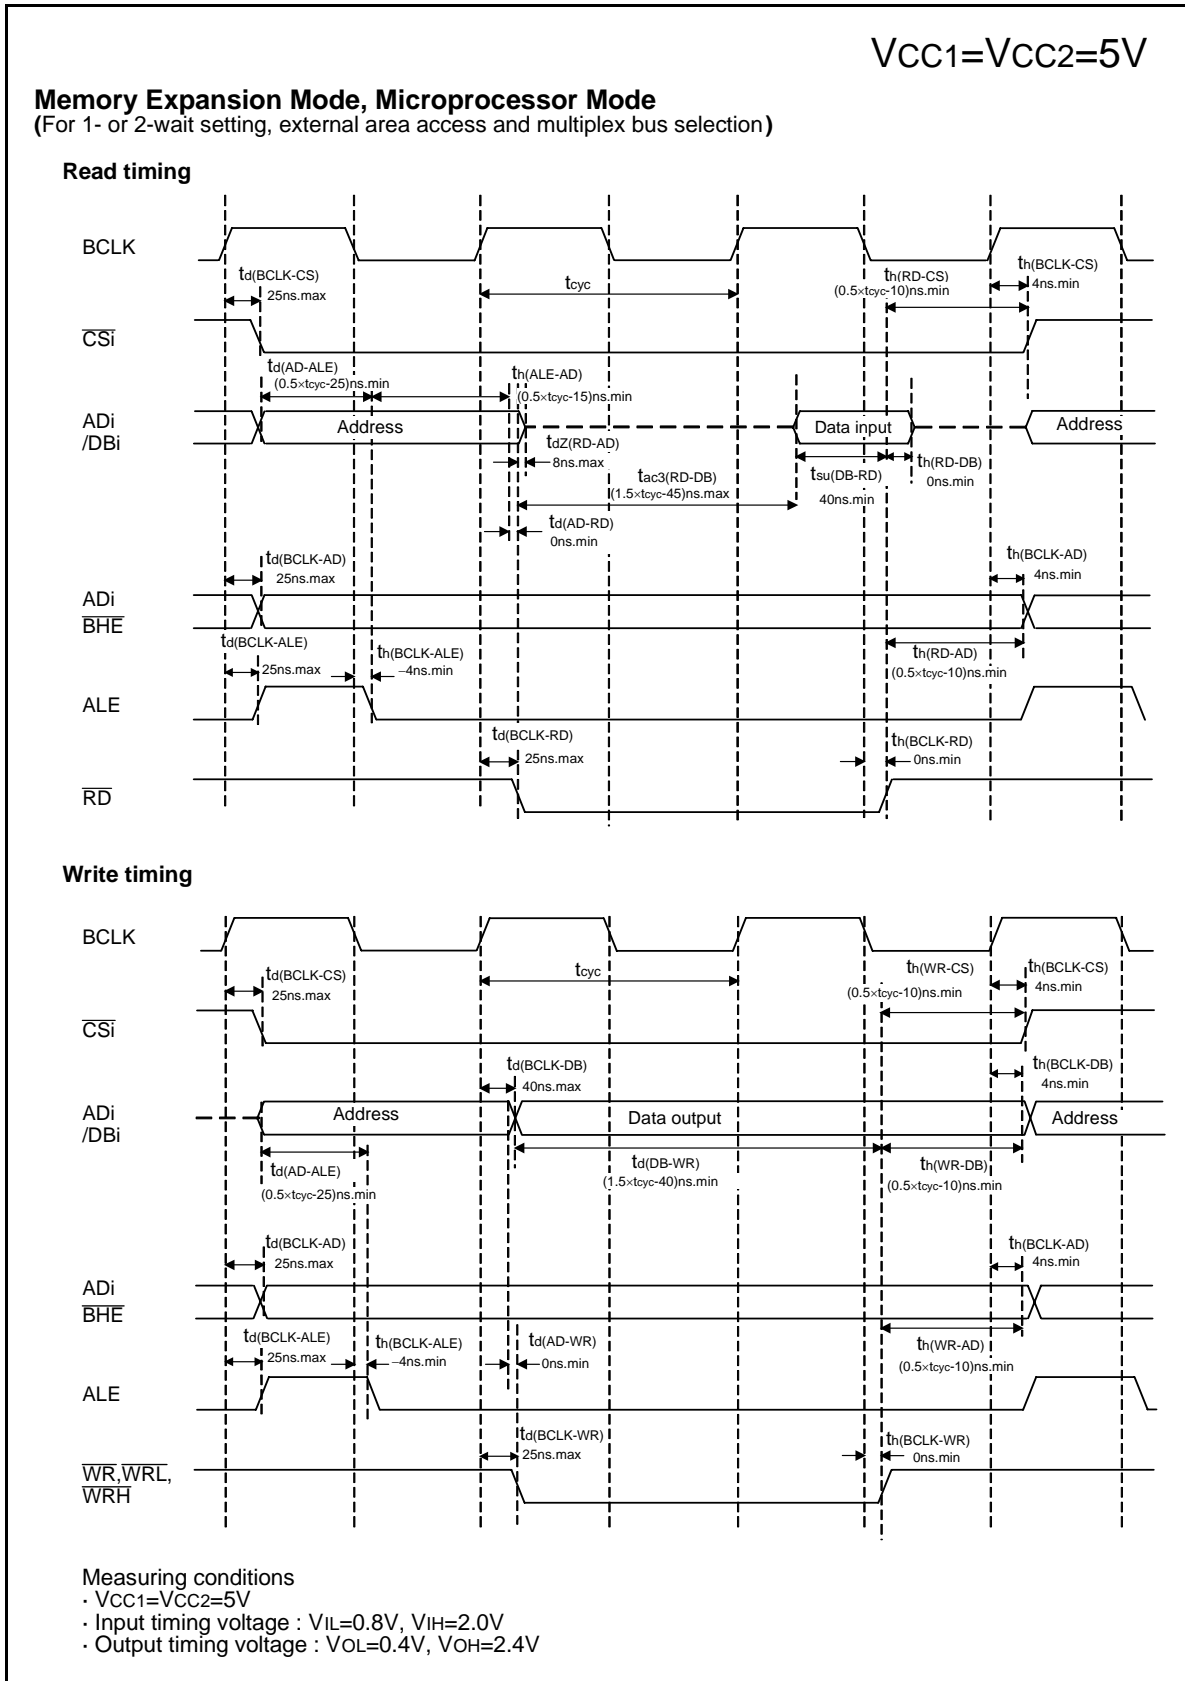 VCC1=VCC2=5V
Memory Expansion Mode, Microprocessor Mode
(For 1- or 2-wait setting, external area access and multiplex bus selection)
Read timing
BCLK
td(BCLK-CS)
25ns.max
tcyc
th(RD-CS)
(0.5×tcyc-10)ns.min
th(BCLK-CS)
4ns.min
CSi
td(AD-ALE)
(0.5×tcyc-25)ns.min
th(ALE-AD)
(0.5×tcyc-15)ns.min
ADi
/DBi
Address
Data input
Address
tdZ(RD-AD)
8ns.max
tac3(RD-DB)
(1.5×tcyc-45)ns.max
tsu(DB-RD)
40ns.min
th(RD-DB)
0ns.min
td(AD-RD)
0ns.min
td(BCLK-AD)
25ns.max
th(BCLK-AD)
4ns.min
ADi
BHE
td(BCLK-ALE)
25ns.max
th(BCLK-ALE)
−4ns.min
th(RD-AD)
(0.5×tcyc-10)ns.min
ALE
td(BCLK-RD)
25ns.max
th(BCLK-RD)
0ns.min
RD
Write timing
BCLK
td(BCLK-CS)
25ns.max
tcyc
th(WR-CS)
(0.5×tcyc-10)ns.min
th(BCLK-CS)
4ns.min
CSi
td(BCLK-DB)
40ns.max
th(BCLK-DB)
4ns.min
ADi
/DBi
Address
Data output
Address
td(AD-ALE)
(0.5×tcyc-25)ns.min
td(DB-WR)
(1.5×tcyc-40)ns.min
th(WR-DB)
(0.5×tcyc-10)ns.min
td(BCLK-AD)
25ns.max
th(BCLK-AD)
4ns.min
ADi
BHE
td(BCLK-ALE)
25ns.max
th(BCLK-ALE)
−4ns.min
td(AD-WR)
0ns.min
th(WR-AD)
(0.5×tcyc-10)ns.min
ALE
td(BCLK-WR)
25ns.max
th(BCLK-WR)
0ns.min
WR,WRL,
WRH
Measuring conditions
· VCC1=VCC2=5V
· Input timing voltage : VIL=0.8V, VIH=2.0V
· Output timing voltage : VOL=0.4V, VOH=2.4V